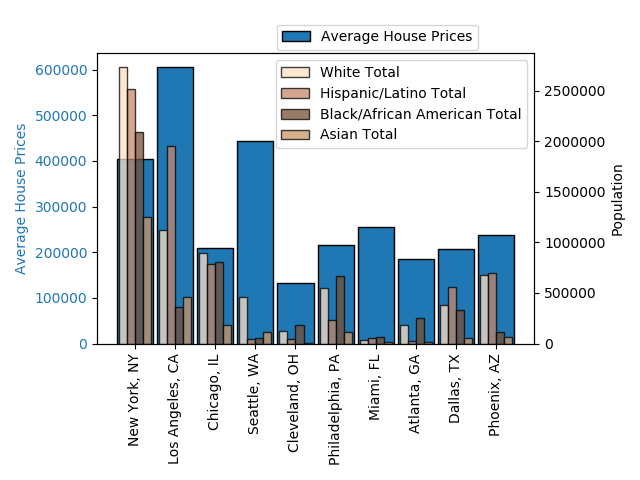 Average House Prices
White Total
Hispanic/Latino Total
Black/African American Total
Asian Total
600000
500000
400000
300000
200000
100000
0
Average House Prices
2500000
2000000
1500000
1000000
500000
0
Population
New York, NY
Los Angeles, CA
Chicago, IL
Seattle, WA
Cleveland, OH
Philadelphia, PA
Miami, FL
Atlanta, GA
Dallas, TX
Phoenix, AZ